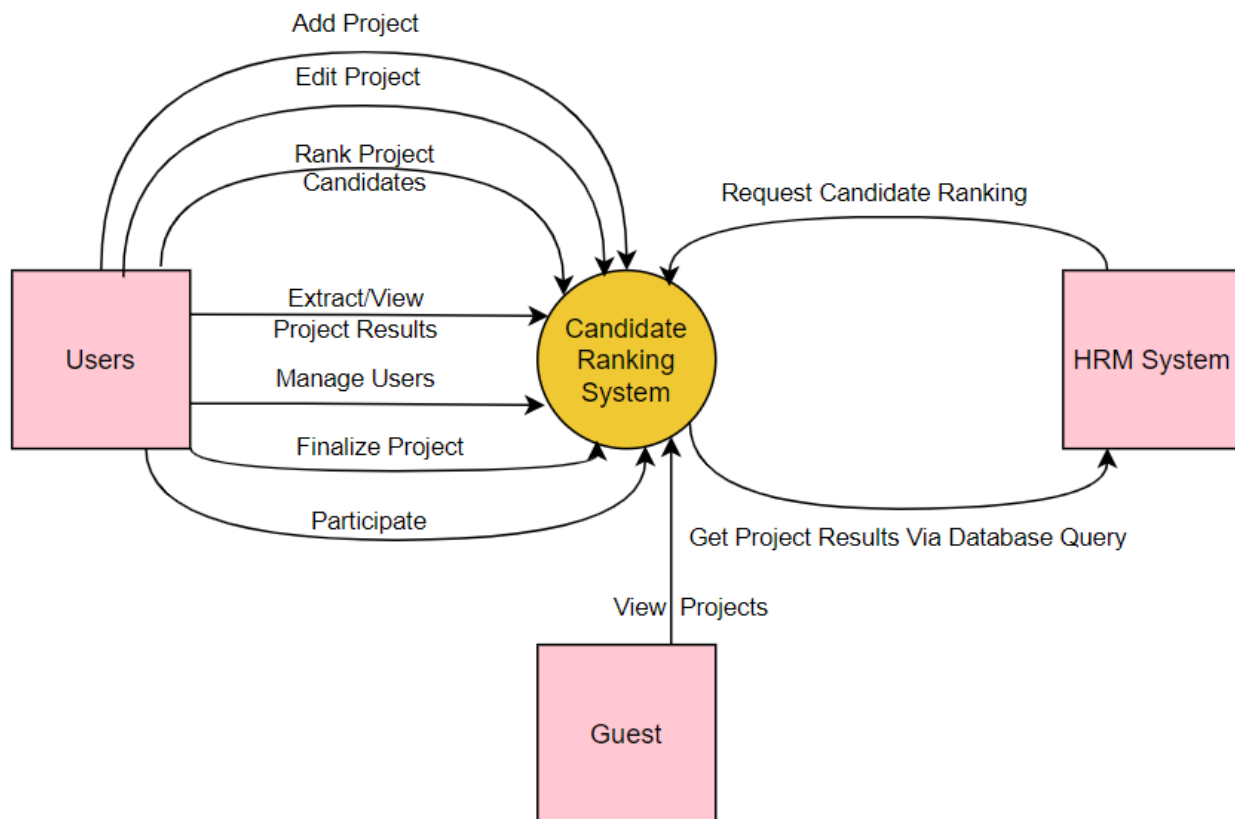 Add Project
Edit Project
Rank Project
Candidates
Request Candidate Ranking
Extract/View
Project Results
Users
Manage Users
Candidate
Ranking
System
HRM System
Finalize Project
Participate
Get Project Results Via Database Query
View Projects
Guest